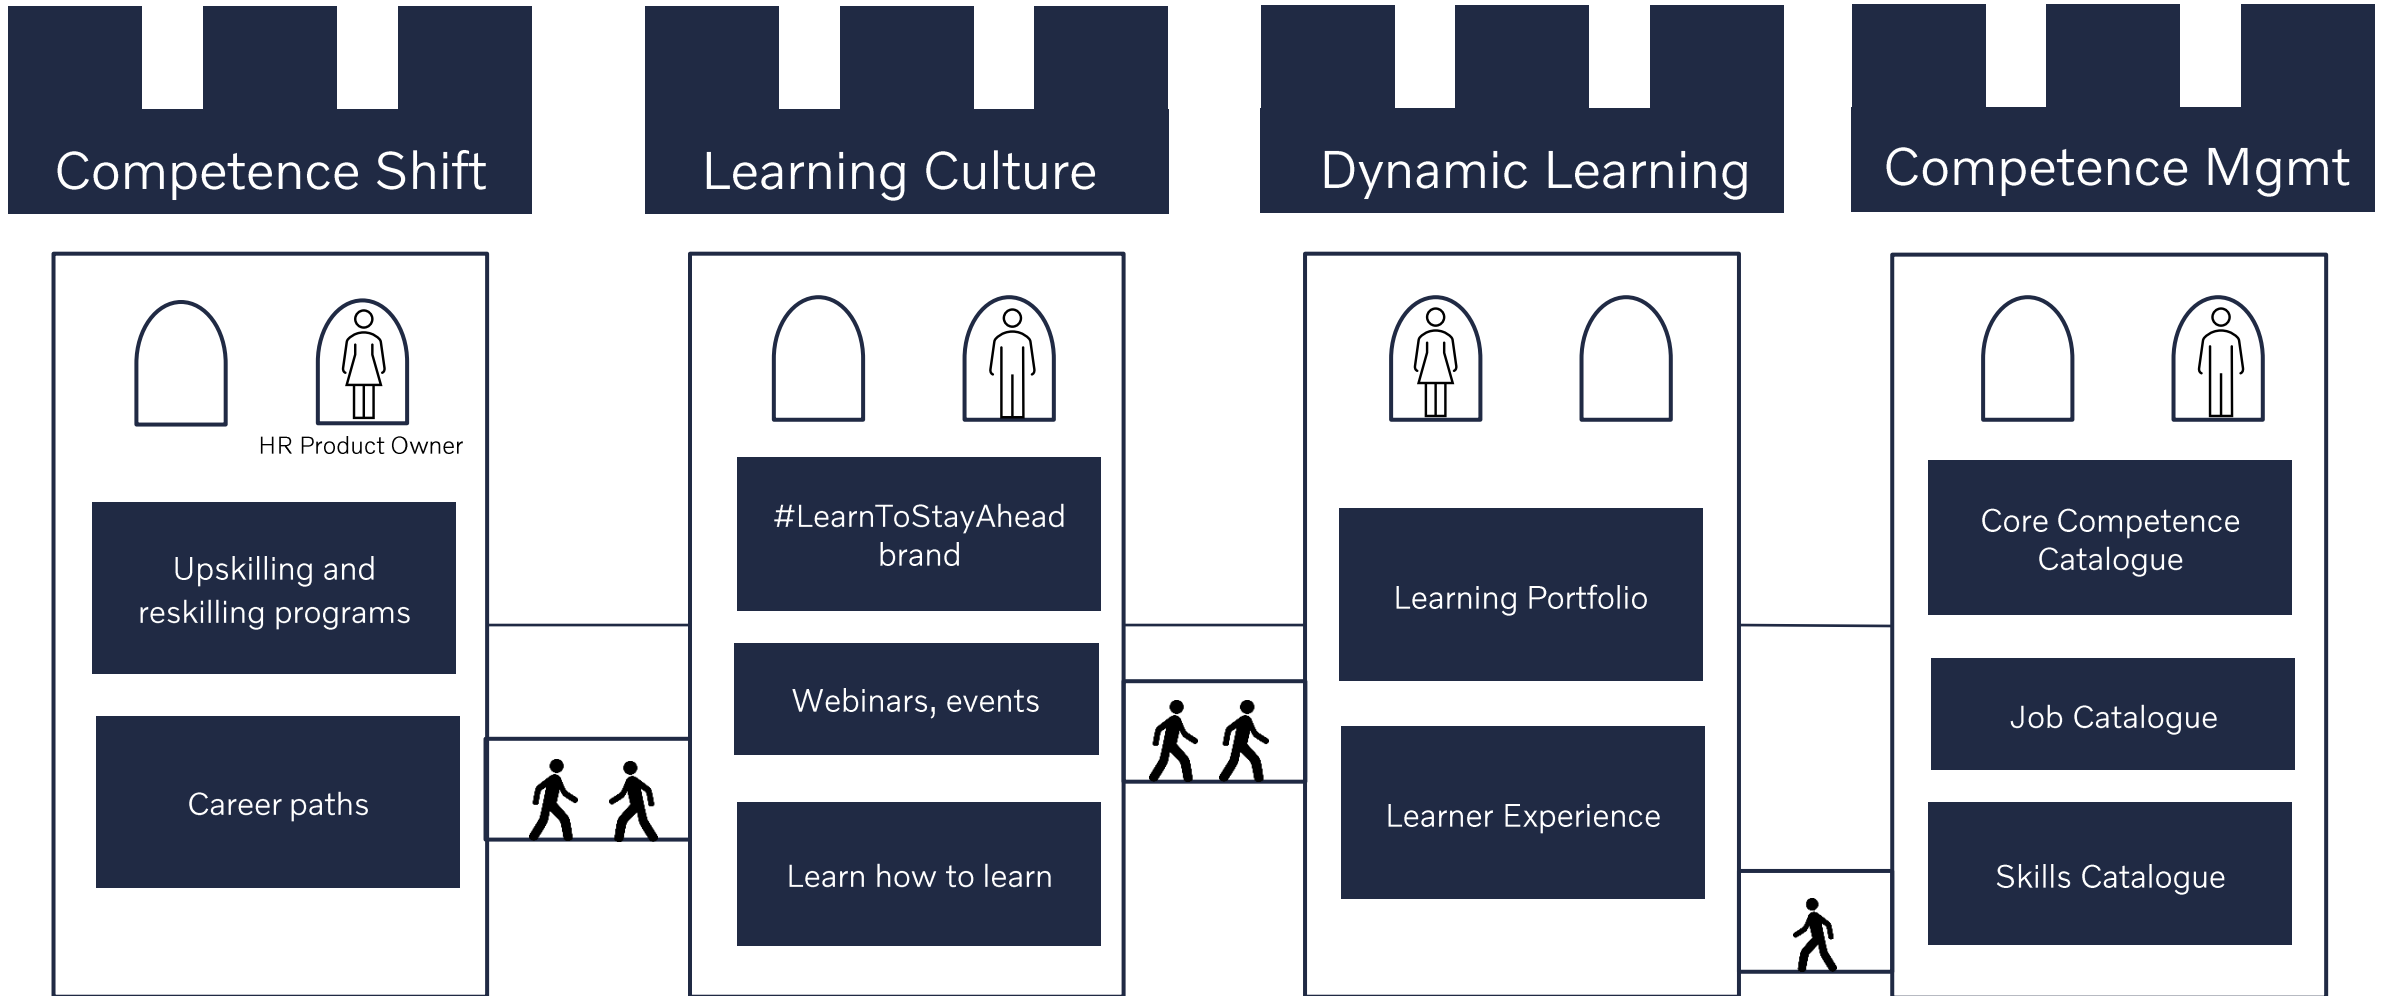 Competence Shift
Learning Culture
Dynamic Learning
Competence Mgmt
HR Product Owner
Upskilling and
reskilling programs
Career paths
#LearnToStayAhead
brand
Webinars, events
Learn how to learn
Learning Portfolio
Learner Experience
Core Competence
Catalogue
Job Catalogue
Skills Catalogue